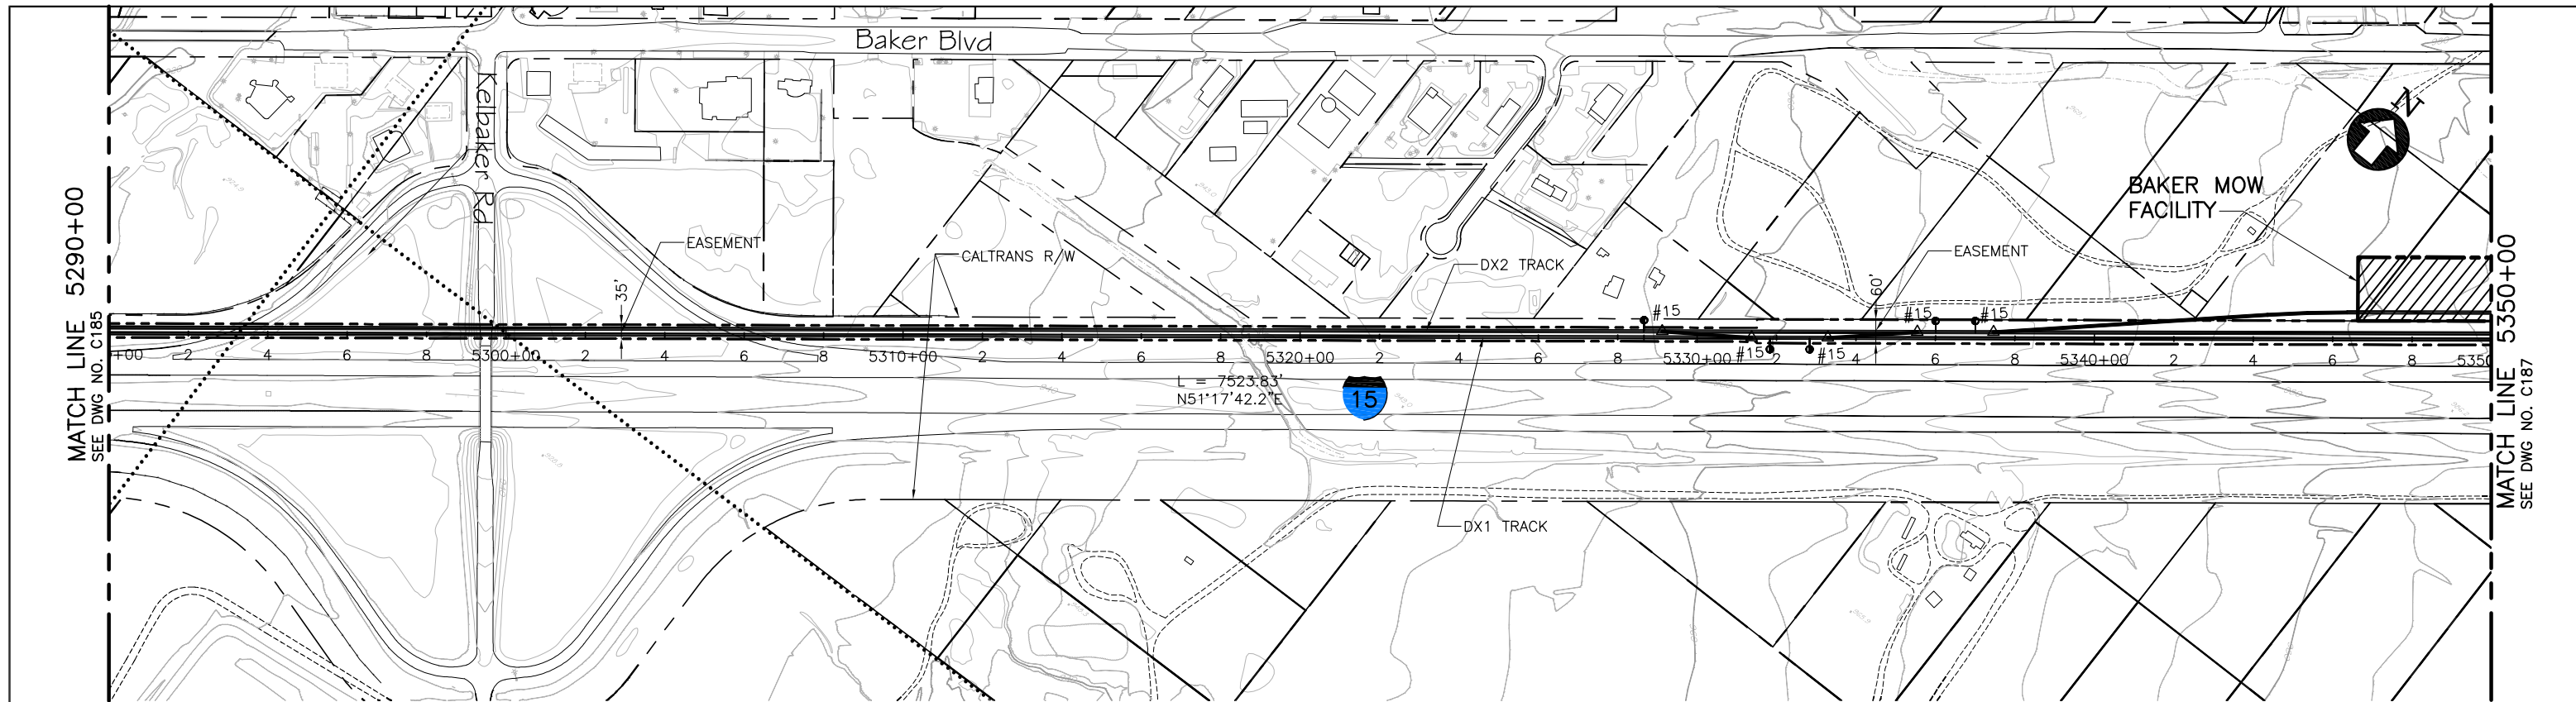 Baker Blvd
Kelbaker Rd
N
BAKER MOW
FACILITY
EASEMENT
CALTRANS R/W
DX2 TRACK
EASEMENT
35'
60'
#15
#15
#15
#15
#15
+00 2 4 6 8 5300+00 2 4 6 8 5310+00 2 4 6 8 5320+00 2 4 6 8 5330+00 2 4 6 8 5340+00 2 4 6 8 5350
L = 7523.83'
N51°17'42.2"E
15
DX1 TRACK
MATCH LINE 5290+00
SEE DWG NO. C185
MATCH LINE 5350+00
SEE DWG NO. C187